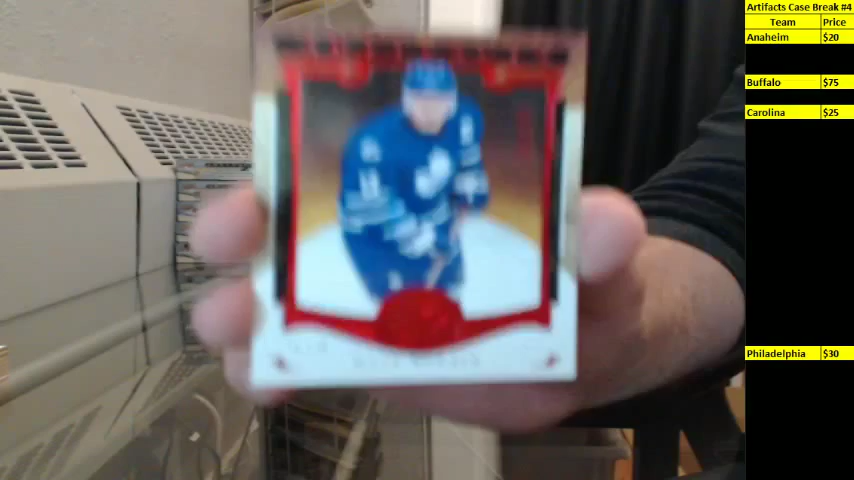 Artifacts Case Break #4
Team Price
Anaheim $20
Buffalo $75
Carolina $25
Philadelphia $30